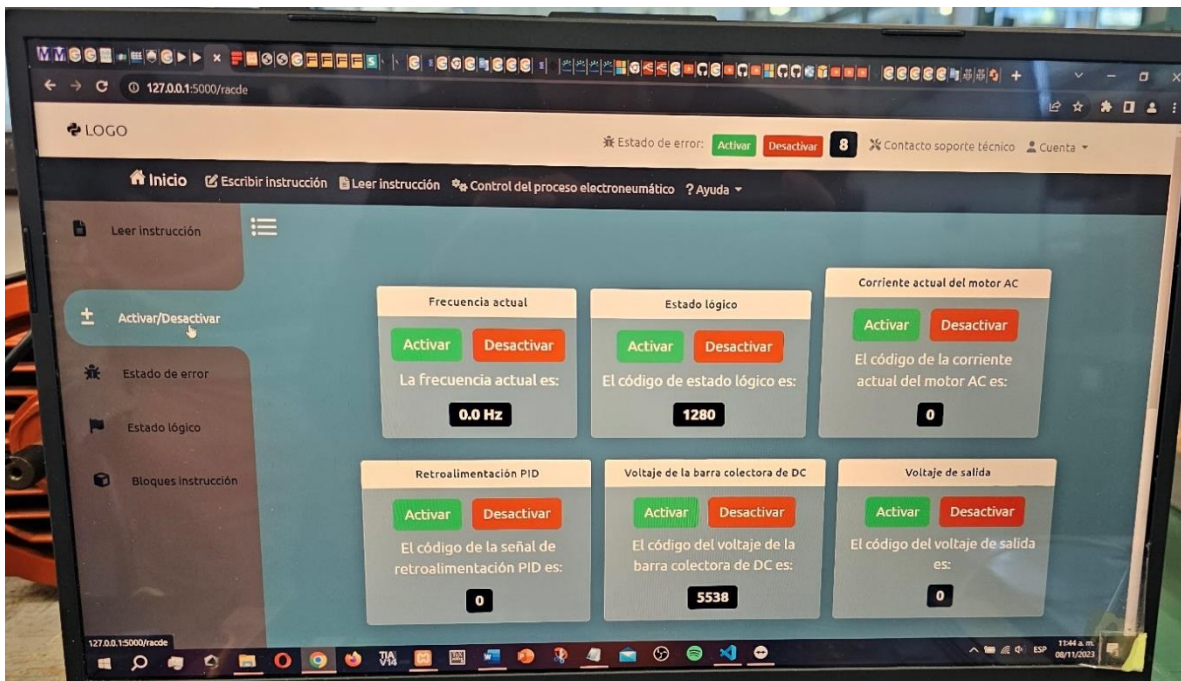 127.0.0.1:5000/racde
LOGO
Estado de error: Activar Desactivar 8 Contacto soporte técnico Cuenta
Inicio Escribir instrucción Leer instrucción Control del proceso electroneumático ? Ayuda
Leer instrucción
Activar/Desactivar
Estado de error
Estado lógico
Bloques instrucción
Frecuencia actual
Activar Desactivar
La frecuencia actual es:
0.0 Hz
Estado lógico
Activar Desactivar
El código de estado lógico es:
1280
Corriente actual del motor AC
Activar Desactivar
El código de la corriente
actual del motor AC es:
0
Retroalimentación PID
Activar Desactivar
El código de la señal de
retroalimentación PID es:
0
Voltaje de la barra colectora de DC
Activar Desactivar
El código del voltaje de la
barra colectora de DC es:
5538
Voltaje de salida
Activar Desactivar
El código del voltaje de salida
es:
0
127.0.0.1:5000/racde
TIA
V14
ESP
11:44 a. m.
08/11/2023